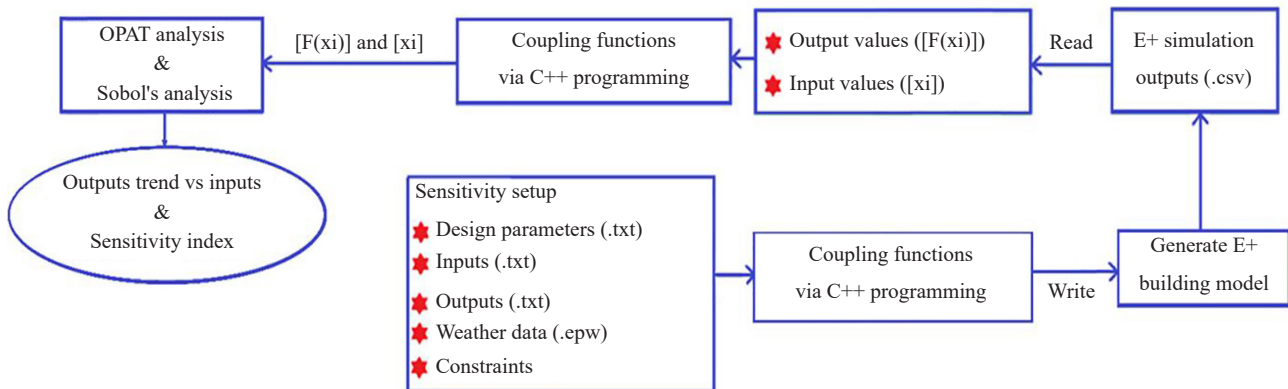 OPAT analysis
&
Sobol's analysis
[F(xi)] and [xi]
Coupling functions
via C++ programming
Output values ([F(xi)])
Input values ([xi])
Read
E+ simulation
outputs (.csv)
Outputs trend vs inputs
&
Sensitivity index
Sensitivity setup
Design parameters (.txt)
Inputs (.txt)
Outputs (.txt)
Weather data (.epw)
Constraints
Coupling functions
via C++ programming
Write
Generate E+
building model